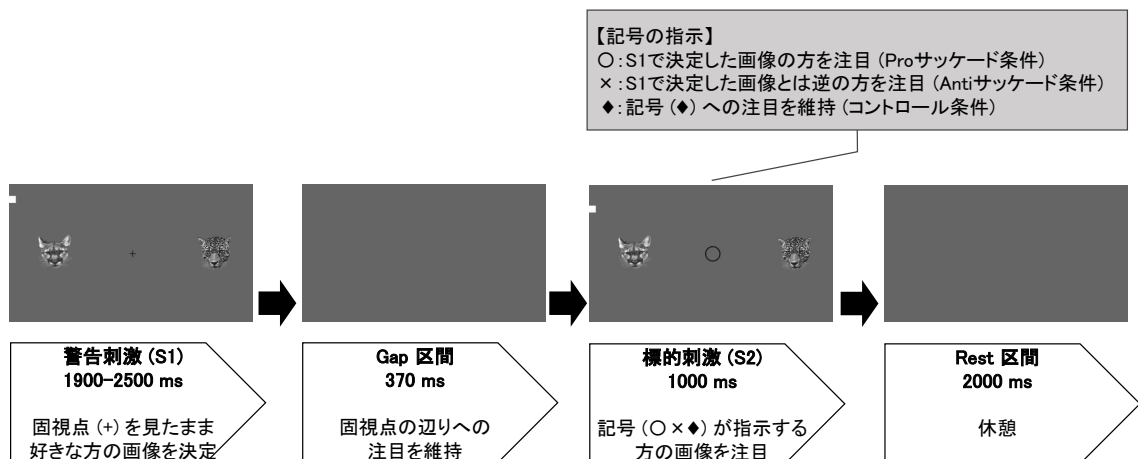 【記号の指示】
○:S1で決定した画像の方を注目 (Proサッケード条件)
×:S1で決定した画像とは逆の方を注目 (Antiサッケード条件)
♦:記号 (♦) への注目を維持 (コントロール条件)
+
○
警告刺激 (S1)
1900-2500 ms
固視点 (+) を見たまま
好きな方の画像を決定
Gap 区間
370 ms
固視点の辺りへの
注目を維持
標的刺激 (S2)
1000 ms
記号 (○×♦) が指示する
方の画像を注目
Rest 区間
2000 ms
休憩